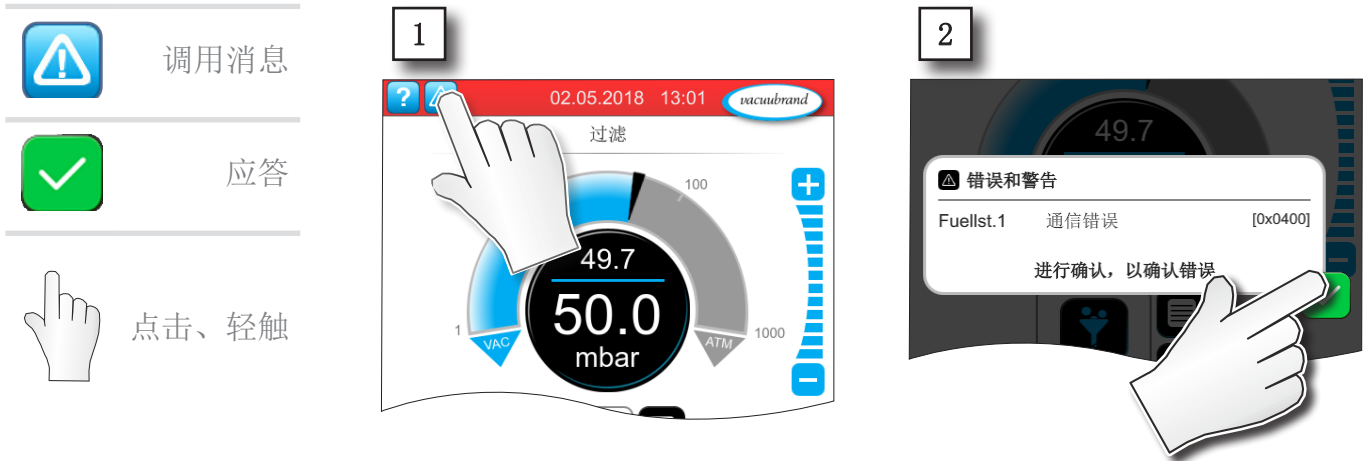 调用消息
应答
点击、轻触
1
?
02.05.2018 13:01
vacuubrand
过滤
100
49.7
50.0
mbar
1
1000
VAC
ATM
2
49.7
错误和警告
Fuellst.1 通信错误 [0x0400]
进行确认，以确认错误